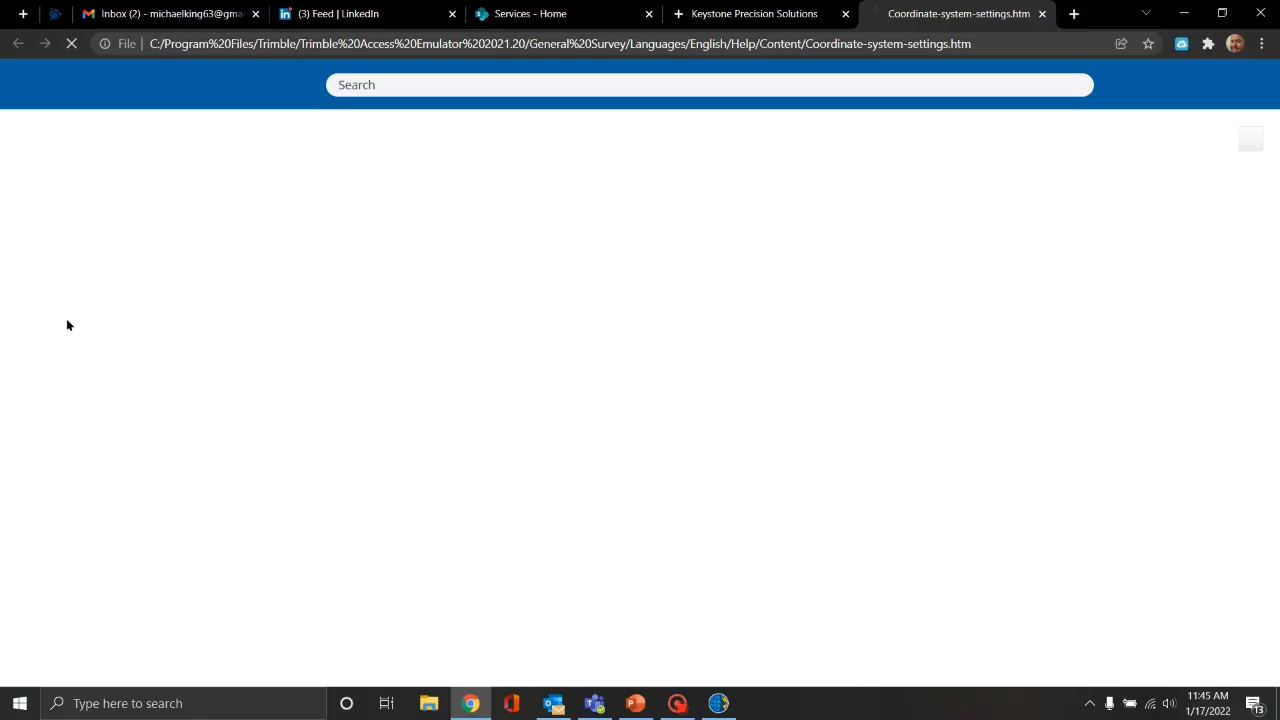 Inbox (2) - michaelking63@gma
(3) Feed | LinkedIn
Services - Home
Keystone Precision Solutions
Coordinate-system-settings.htm
File
C:/Program%20Files/Trimble/Trimble%20Access%20Emulator%202021.20/General%20Survey/Languages/English/Help/Content/Coordinate-system-settings.htm
Search
Type here to search
11:45 AM
1/17/2022
13